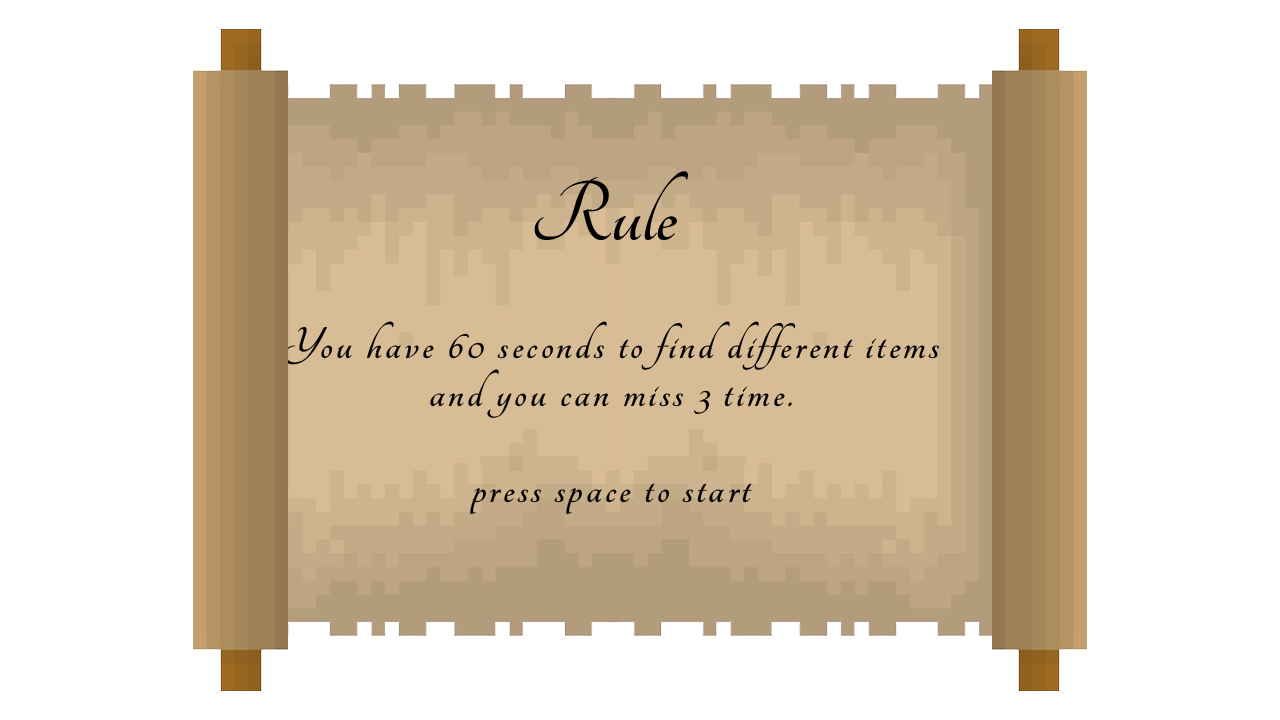 Rule
You have 60 seconds to find different items
and you can miss 3 time.
press space to start